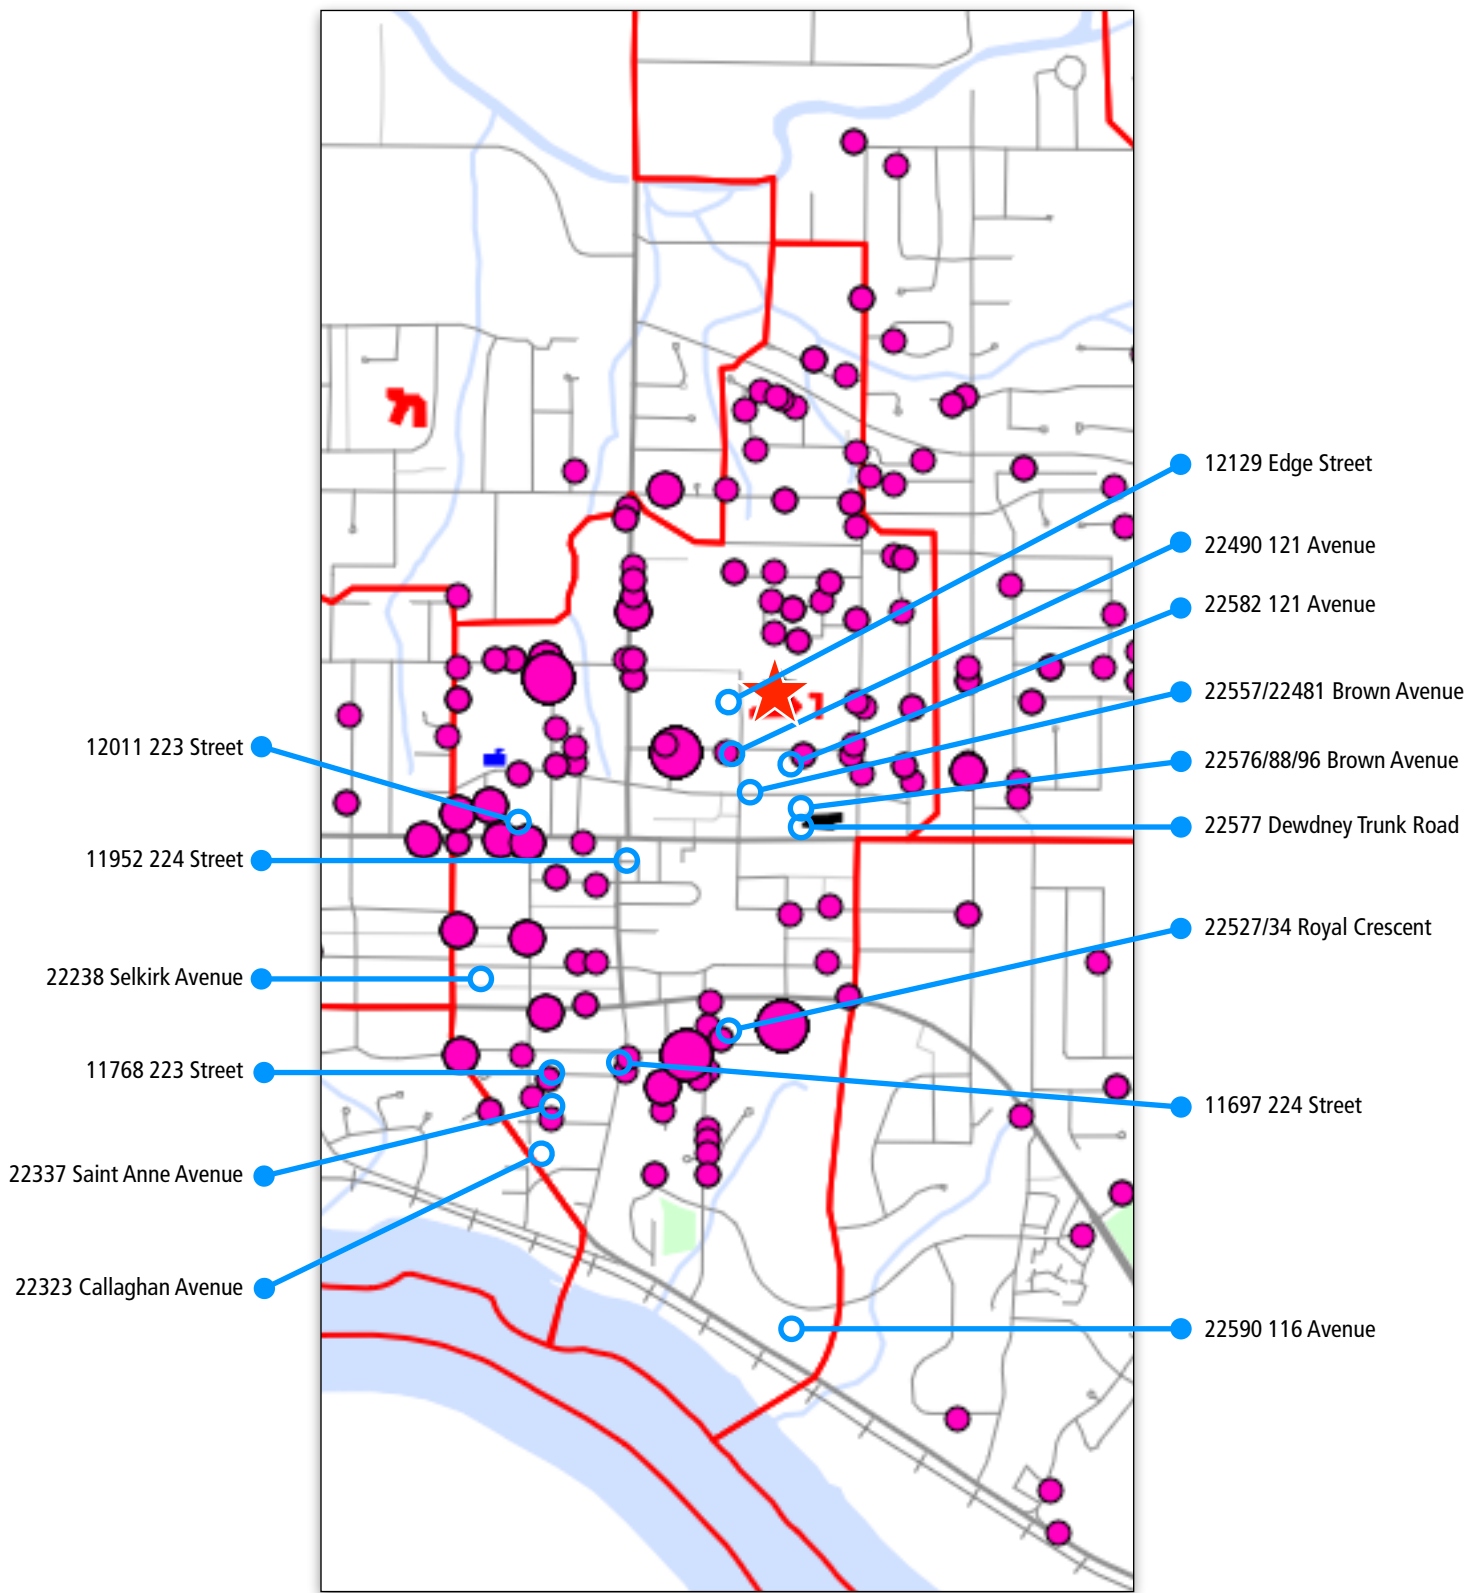 12129 Edge Street
22490 121 Avenue
22582 121 Avenue
22557/22481 Brown Avenue
12011 223 Street
22576/88/96 Brown Avenue
22577 Dewdney Trunk Road
11952 224 Street
22527/34 Royal Crescent
22238 Selkirk Avenue
11768 223 Street
11697 224 Street
22337 Saint Anne Avenue
22323 Callaghan Avenue
22590 116 Avenue